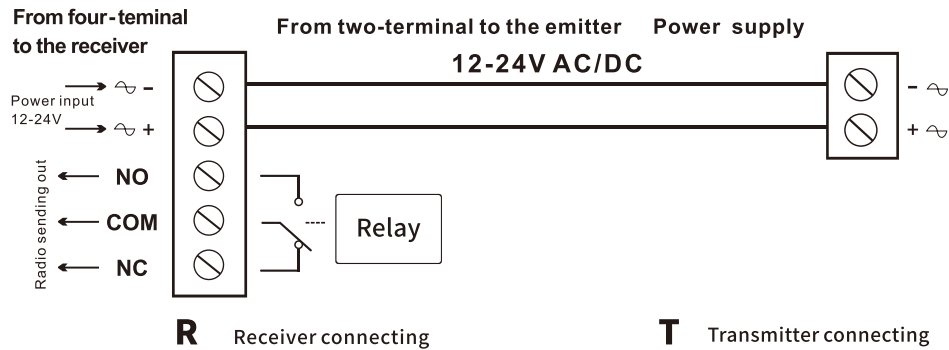 From four-teminal
to the receiver
From two-terminal to the emitter Power supply
12-24V AC/DC
-
Power input
12-24V
+
-
+
Radio sending out
NO
COM
NC
Relay
R Receiver connecting
T Transmitter connecting